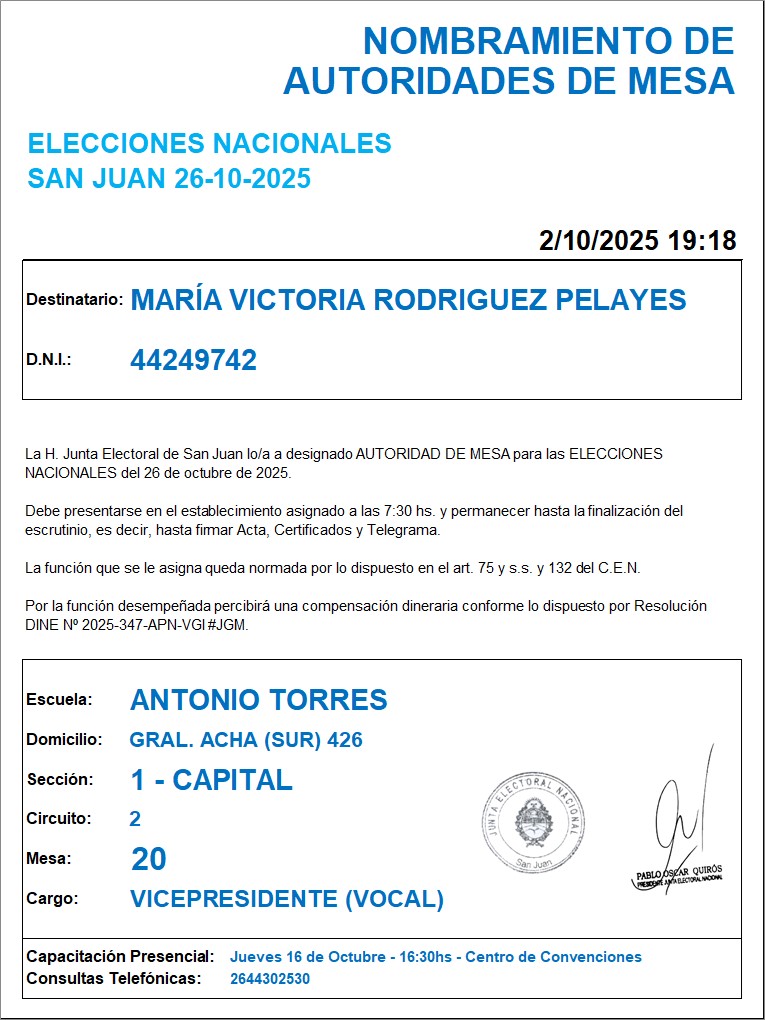 NOMBRAMIENTO DE
AUTORIDADES DE MESA
ELECCIONES NACIONALES
SAN JUAN 26-10-2025
2/10/2025 19:18
Destinatario: MARÍA VICTORIA RODRIGUEZ PELAYES
D.N.I.: 44249742
La H. Junta Electoral de San Juan lo/a a designado AUTORIDAD DE MESA para las ELECCIONES
NACIONALES del 26 de octubre de 2025.
Debe presentarse en el establecimiento asignado a las 7:30 hs. y permanecer hasta la finalización del
escrutinio, es decir, hasta firmar Acta, Certificados y Telegrama.
La función que se le asigna queda normada por lo dispuesto en el art. 75 y s.s. y 132 del C.E.N.
Por la función desempeñada percibirá una compensación dineraria conforme lo dispuesto por Resolución
DINE Nº 2025-347-APN-VGI#JGM.
Escuela: ANTONIO TORRES
Domicilio: GRAL. ACHA (SUR) 426
Sección: 1 - CAPITAL
Circuito: 2
Mesa: 20
Cargo: VICEPRESIDENTE (VOCAL)
JUNTA ELECTORAL NACIONAL
San Juan
PABLO OSCAR QUIRÓS
PRESIDENTE JUNTA ELECTORAL NACIONAL
Capacitación Presencial: Jueves 16 de Octubre - 16:30hs - Centro de Convenciones
Consultas Telefónicas: 2644302530